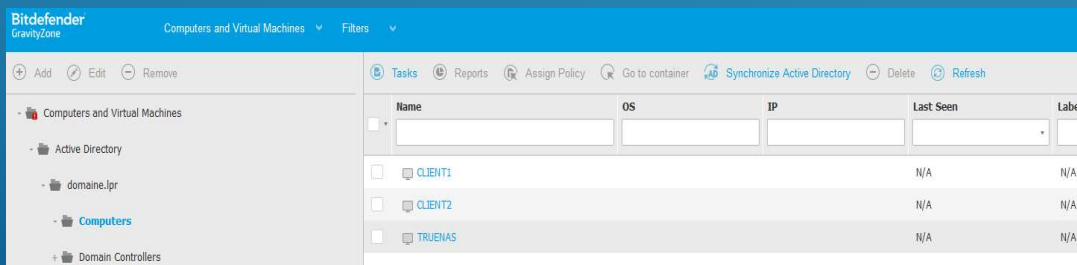 Bitdefender
GravityZone
Computers and Virtual Machines Filters
Add Edit Remove
Tasks Reports Assign Policy Go to container Synchronize Active Directory Delete Refresh
Computers and Virtual Machines
Active Directory
domaine.lpr
Computers
Domain Controllers
Name OS IP Last Seen Labe
CLIENT1 N/A N/A
CLIENT2 N/A N/A
TRUENAS N/A N/A